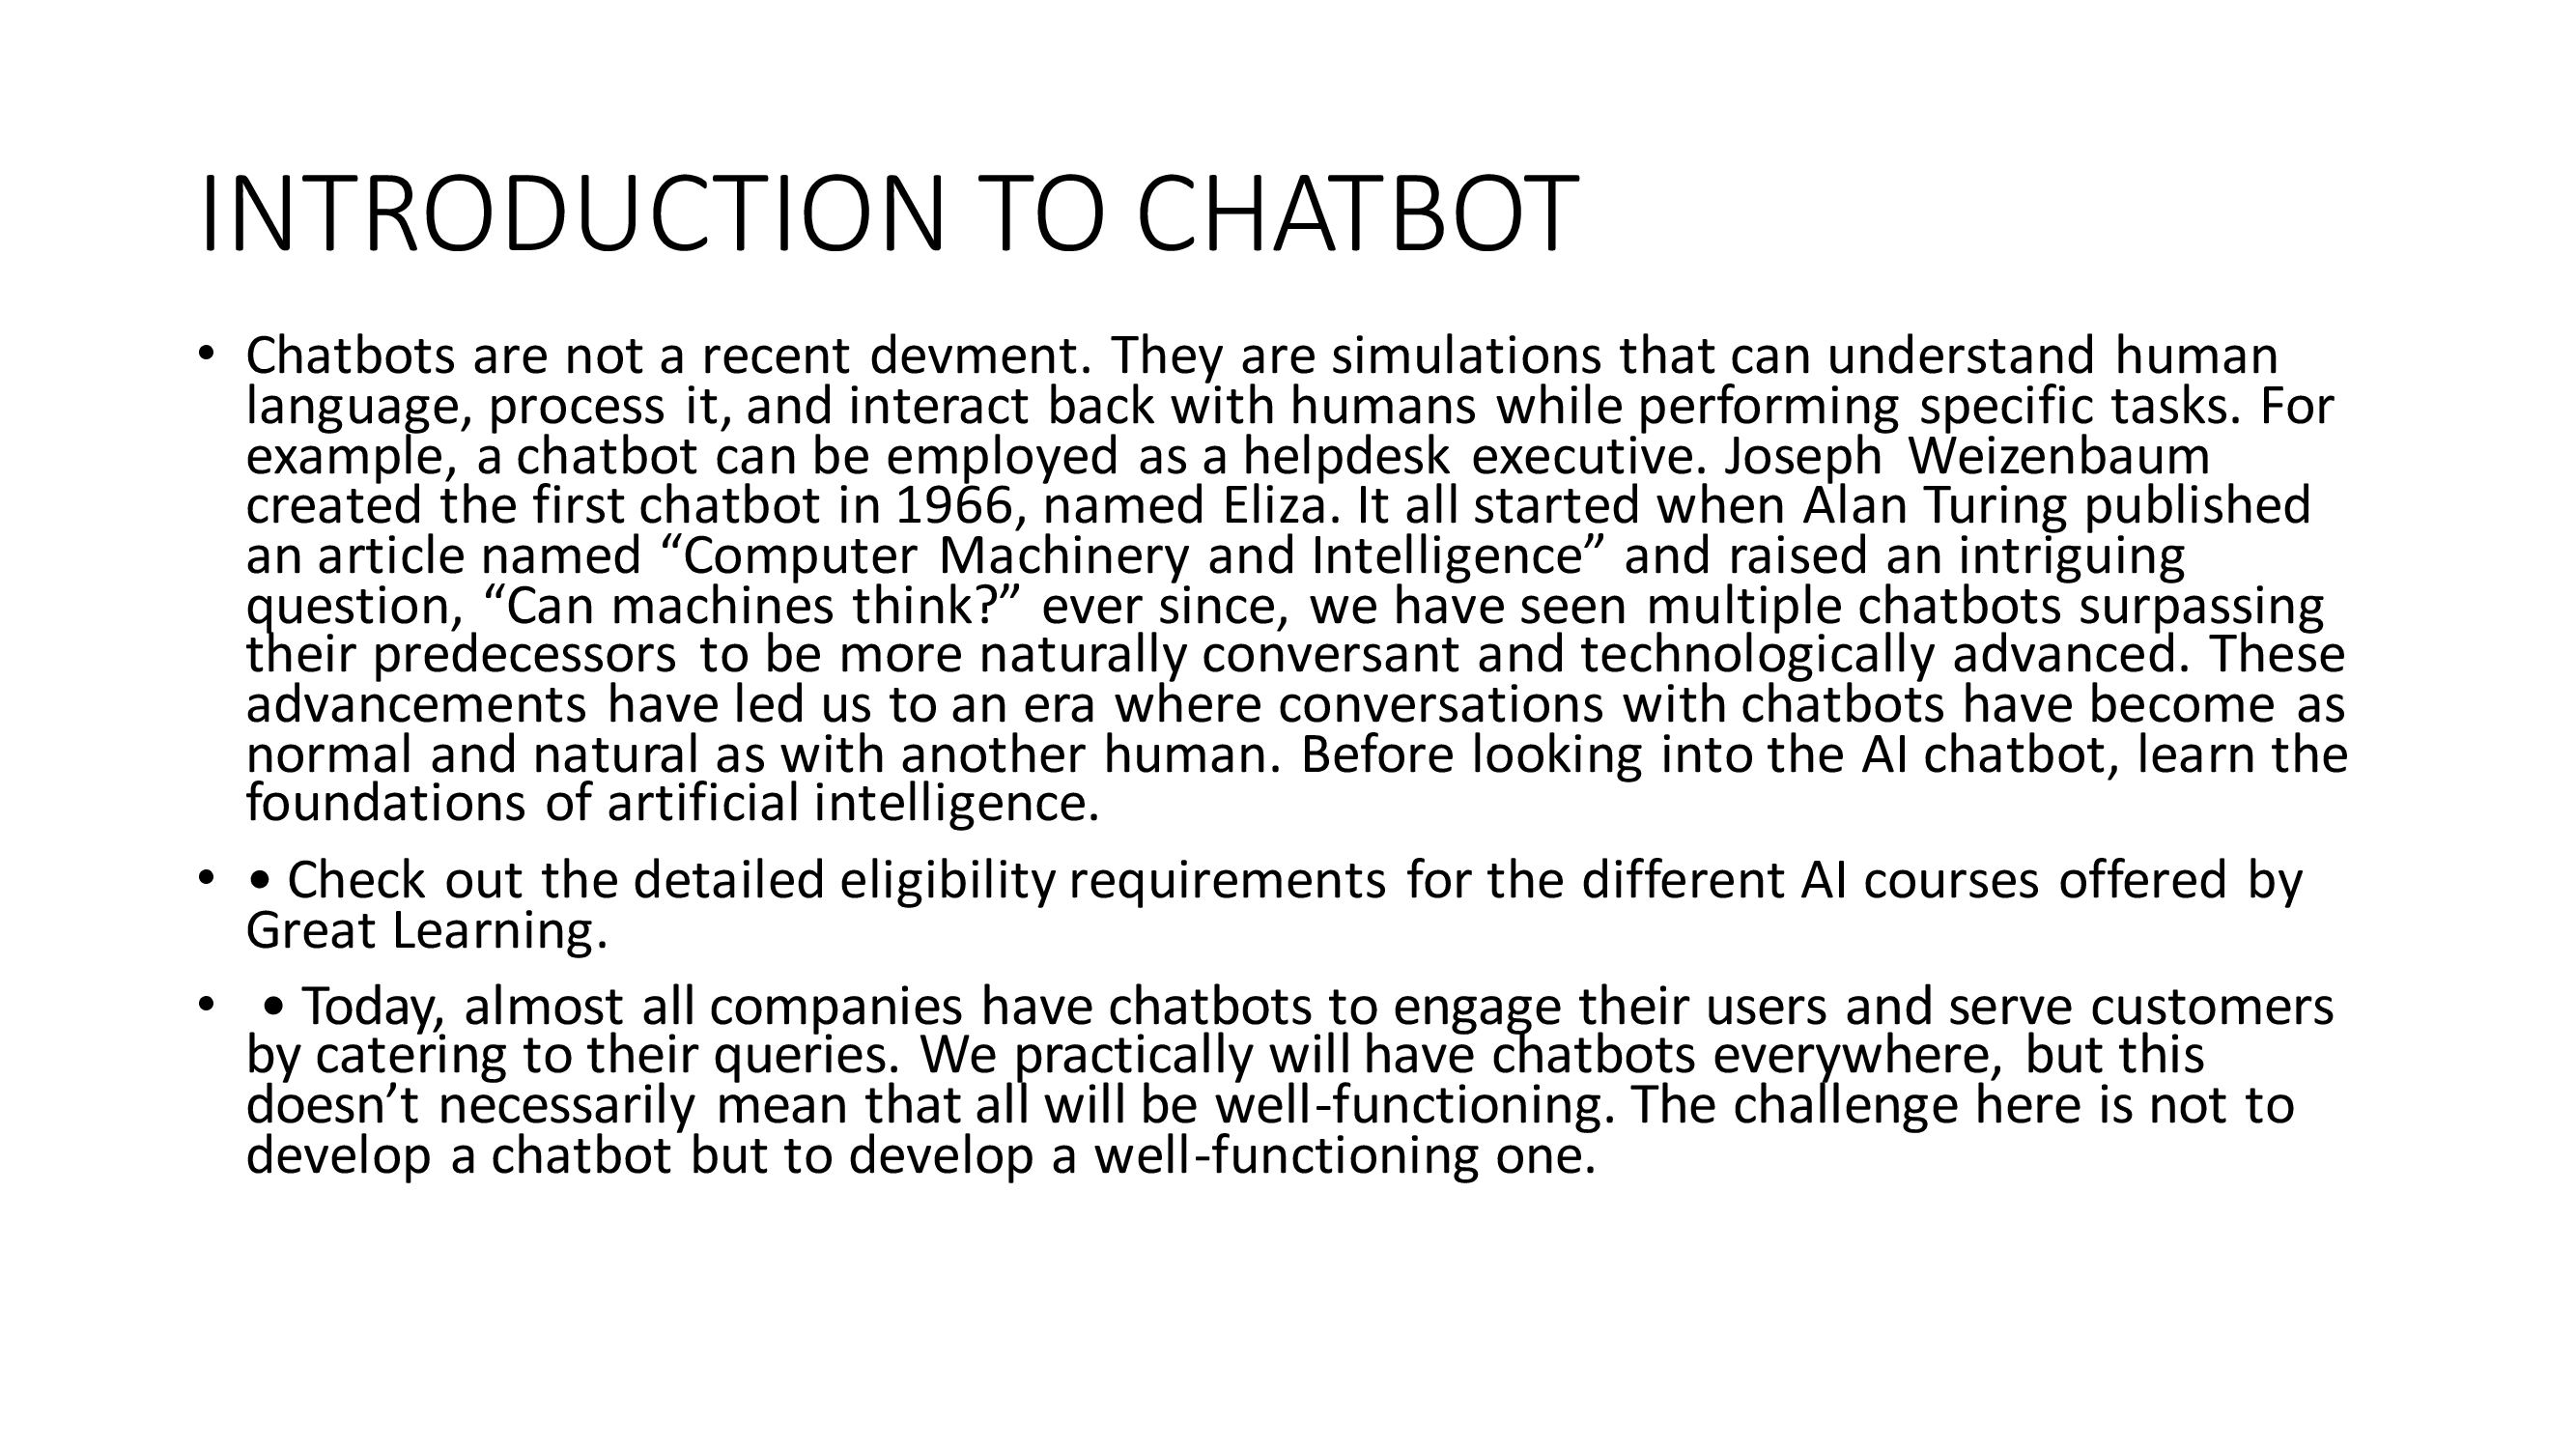 INTRODUCTION TO CHATBOT
• Chatbots are not a recent devment. They are simulations that can understand human
language, process it, and interact back with humans while performing specific tasks. For
example, a chatbot can be employed as a helpdesk executive. Joseph Weizenbaum
created the first chatbot in 1966, named Eliza. It all started when Alan Turing published
an article named “Computer Machinery and Intelligence” and raised an intriguing
question, “Can machines think?” ever since, we have seen multiple chatbots surpassing
their predecessors to be more naturally conversant and technologically advanced. These
advancements have led us to an era where conversations with chatbots have become as
normal and natural as with another human. Before looking into the AI chatbot, learn the
foundations of artificial intelligence.
• • Check out the detailed eligibility requirements for the different AI courses offered by
Great Learning.
• • Today, almost all companies have chatbots to engage their users and serve customers
by catering to their queries. We practically will have chatbots everywhere, but this
doesn’t necessarily mean that all will be well-functioning. The challenge here is not to
develop a chatbot but to develop a well-functioning one.